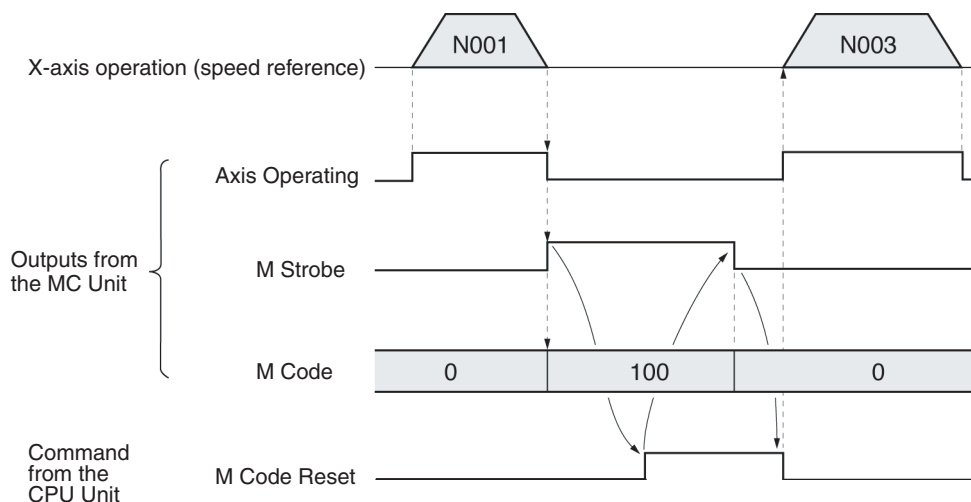 N001
N003
X-axis operation (speed reference)
Axis Operating
Outputs from
the MC Unit
M Strobe
M Code
0
100
0
Command
from the
CPU Unit
M Code Reset